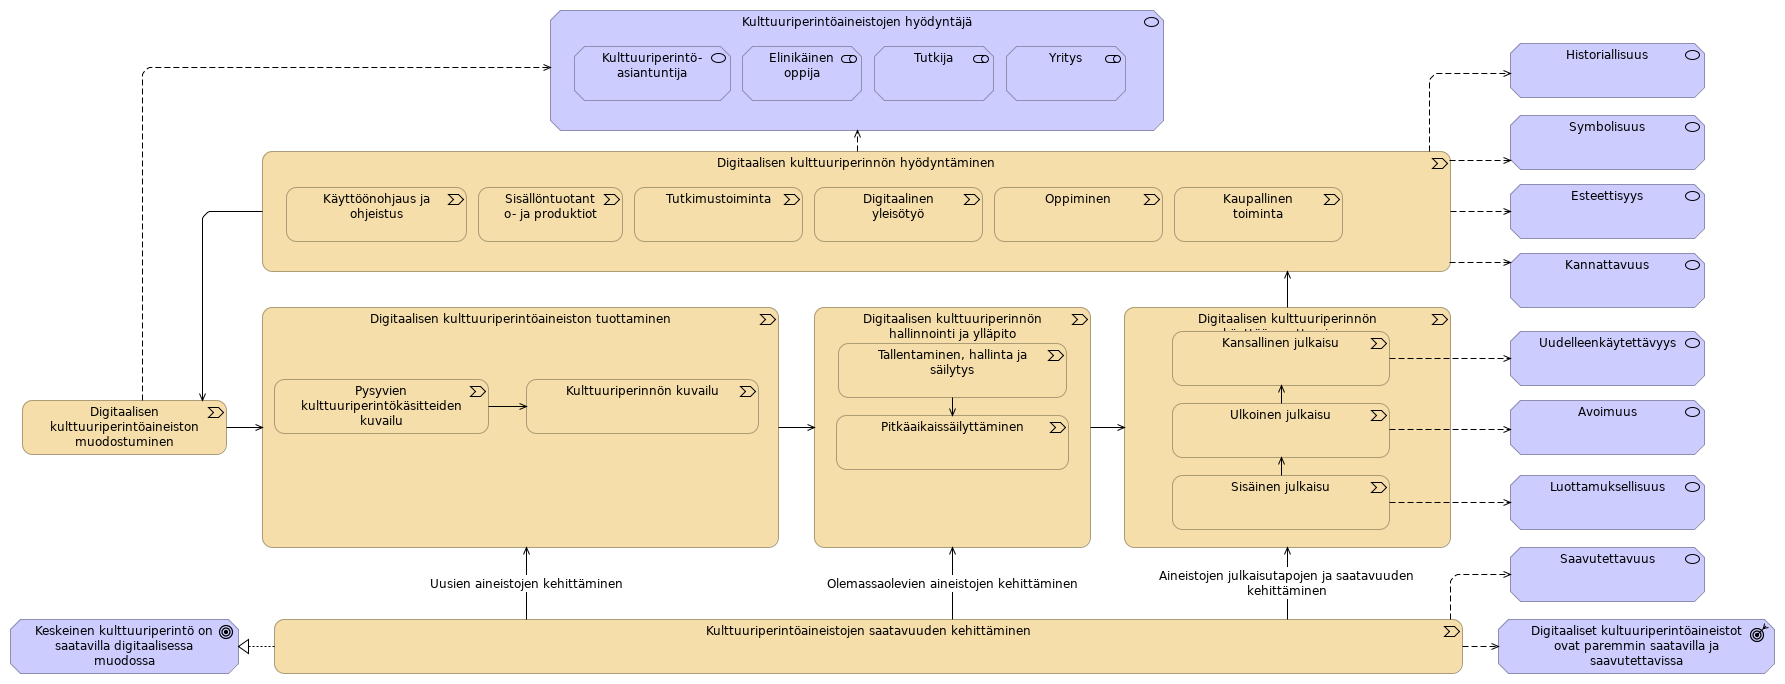 Kulttuuriperintöaineistojen hyödyntäjä
Kulttuuriperintö-
asiantuntija
Elinikäinen
oppija
Tutkija
Yritys
Historiallisuus
Symbolisuus
Esteettisyys
Kannattavuus
Digitaalisen kulttuuriperinnön hyödyntäminen
Käyttöönohjaus ja
ohjeistus
Sisällöntuotant
o- ja produktiot
Tutkimustoiminta
Digitaalinen
yleisötyö
Oppiminen
Kaupallinen
toiminta
Digitaalisen
kulttuuriperintöaineiston
muodostuminen
Digitaalisen kulttuuriperintöaineiston tuottaminen
Pysyvien
kulttuuriperintökäsitteiden
kuvailu
Kulttuuriperinnön kuvailu
Digitaalisen kulttuuriperinnön
hallinnointi ja ylläpito
Tallentaminen, hallinta ja
säilytys
Pitkäaikaissäilyttäminen
Digitaalisen kulttuuriperinnön
Kansallinen julkaisu
Ulkoinen julkaisu
Sisäinen julkaisu
Uudelleenkäytettävyys
Avoimuus
Luottamuksellisuus
Saavutettavuus
Uusien aineistojen kehittäminen
Olemassaolevien aineistojen kehittäminen
Aineistojen julkaisutapojen ja saatavuuden
kehittäminen
Keskeinen kulttuuriperintö on
saatavilla digitaalisessa
muodossa
Kulttuuriperintöaineistojen saatavuuden kehittäminen
Digitaaliset kultuuriperintöaineistot
ovat paremmin saatavilla ja
saavutettavissa